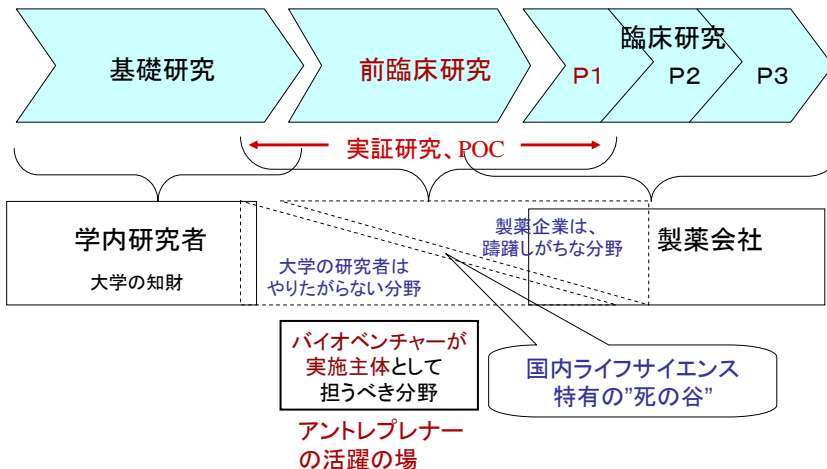 基礎研究
前臨床研究
臨床研究
P1
P2
P3
実証研究、POC
学内研究者
大学の知財
大学の研究者は
やりたがらない分野
製薬企業は、
躊躇しがちな分野
製薬会社
バイオベンチャーが
実施主体として
担うべき分野
アントレプレナー
の活躍の場
国内ライフサイエンス
特有の”死の谷”